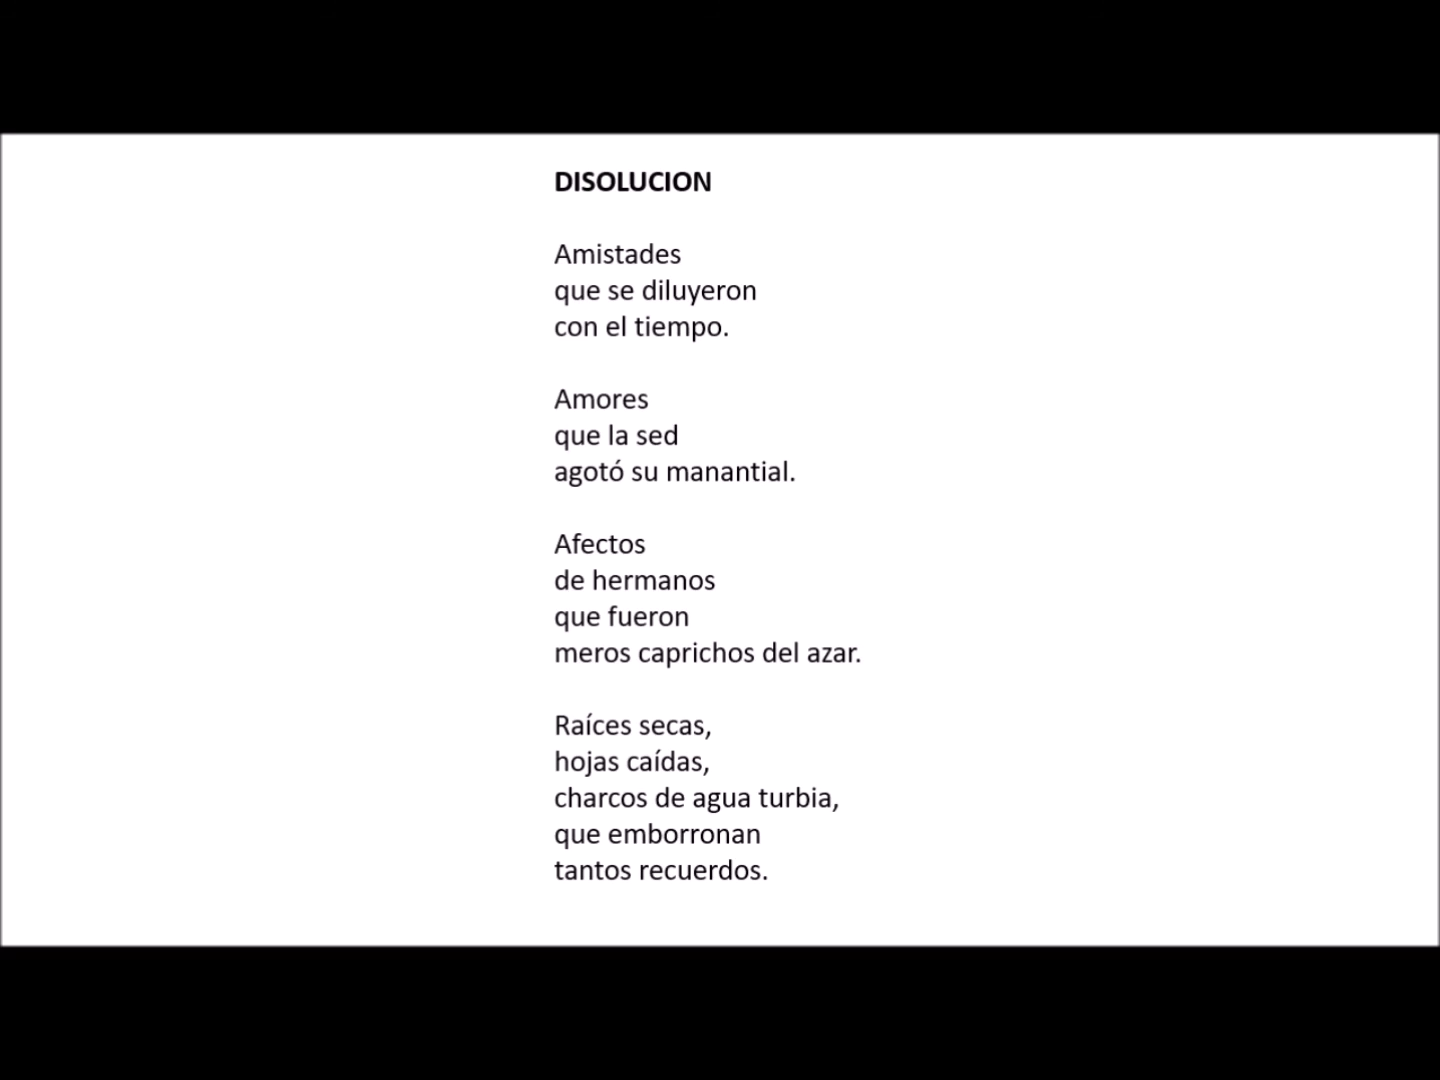 DISOLUCION
Amistades
que se diluyeron
con el tiempo.
Amores
que la sed
agotó su manantial.
Afectos
de hermanos
que fueron
meros caprichos del azar.
Raíces secas,
hojas caídas,
charcos de agua turbia,
que emborronan
tantos recuerdos.